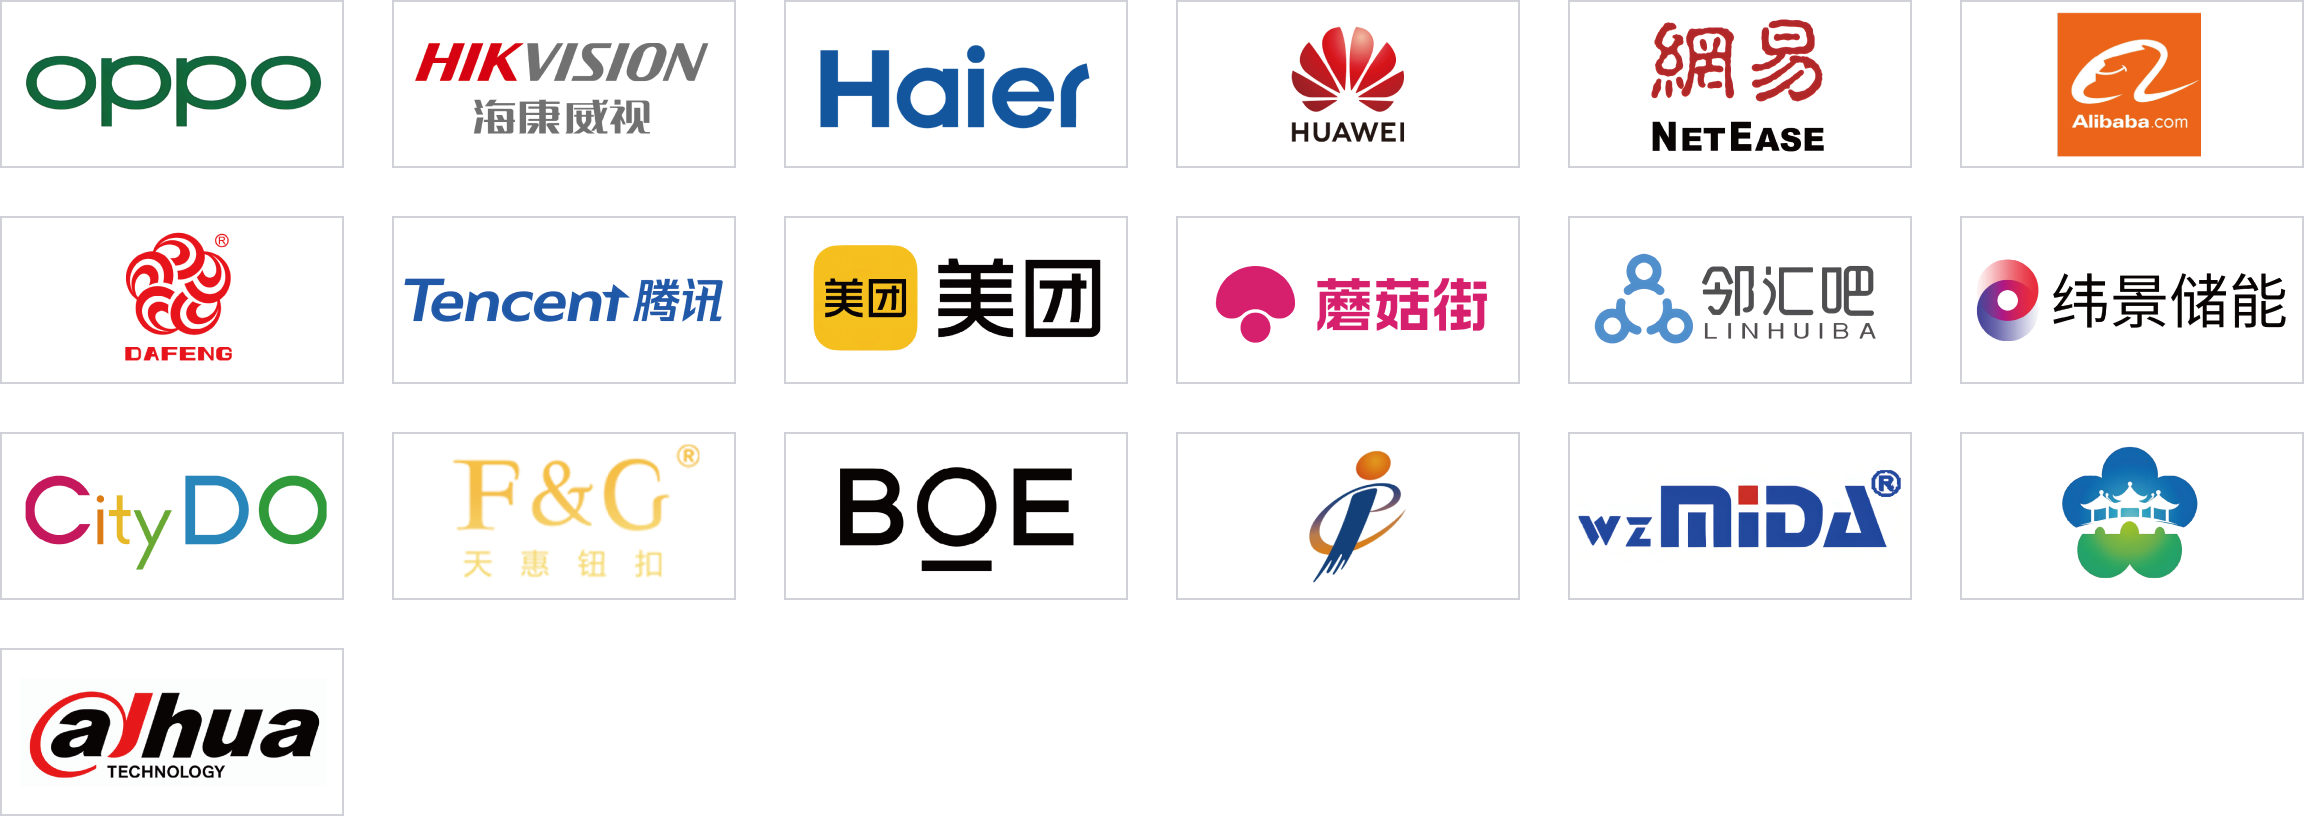 oppo
HIKVISION
海康威视
Haier
HUAWEI
網易
NETEASE
Alibaba.com
®
DAFENG
Tencent 腾讯
美团 美团
蘑菇街
邻汇吧
LINHUIBA
纬景储能
City DO
F&G®
天惠钮扣
BOE
WZMiDA®
alhua
TECHNOLOGY